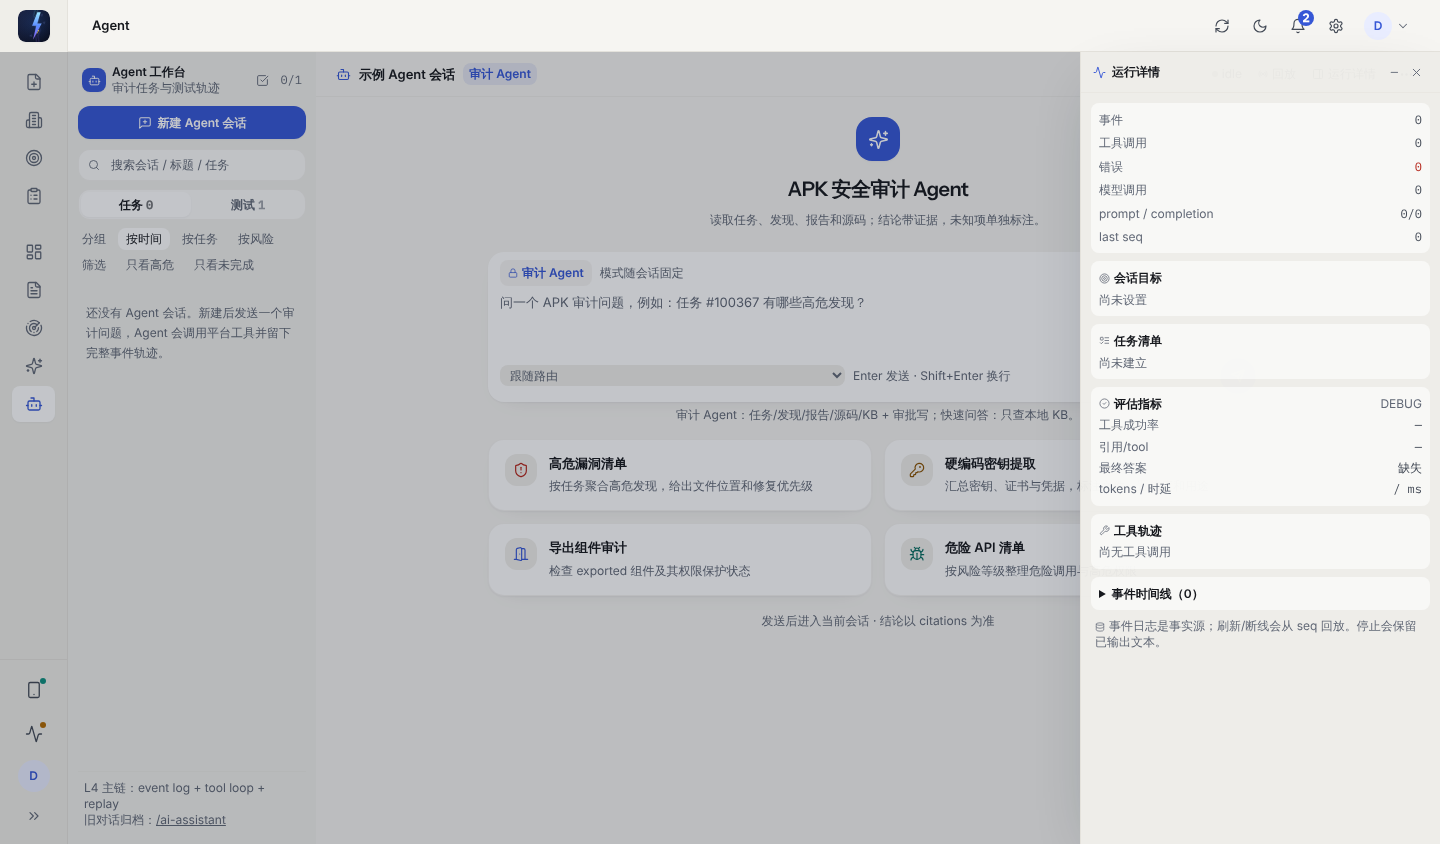 Agent
2
D
Agent 工作台
审计任务与测试轨迹
0/1
新建 Agent 会话
搜索会话 / 标题 / 任务
任务 0
测试 1
分组
按时间
按任务
按风险
筛选
只看高危
只看未完成
还没有 Agent 会话。新建后发送一个审
计问题，Agent 会调用平台工具并留下
完整事件轨迹。
D
L4 主链：event log + tool loop +
replay
旧对话归档：/ai-assistant
示例 Agent 会话
审计 Agent
APK 安全审计 Agent
读取任务、发现、报告和源码；结论带证据，未知项单独标注。
审计 Agent
模式随会话固定
问一个 APK 审计问题，例如：任务 #100367 有哪些高危发现？
跟随路由
Enter 发送 · Shift+Enter 换行
审计 Agent：任务/发现/报告/源码/KB + 审批写；快速问答：只查本地 KB。
高危漏洞清单
按任务聚合高危发现，给出文件位置和修复优先级
硬编码密钥提取
汇总密钥、证书与凭据，
导出组件审计
检查 exported 组件及其权限保护状态
危险 API 清单
按风险等级整理危险调用
发送后进入当前会话 · 结论以 citations 为准
运行详情
事件 0
工具调用 0
错误 0
模型调用 0
prompt / completion 0/0
last seq 0
会话目标
尚未设置
任务清单
尚未建立
评估指标 DEBUG
工具成功率 —
引用/tool —
最终答案 缺失
tokens / 时延 / ms
工具轨迹
尚无工具调用
事件时间线（0）
事件日志是事实源；刷新/断线会从 seq 回放。停止会保留
已输出文本。